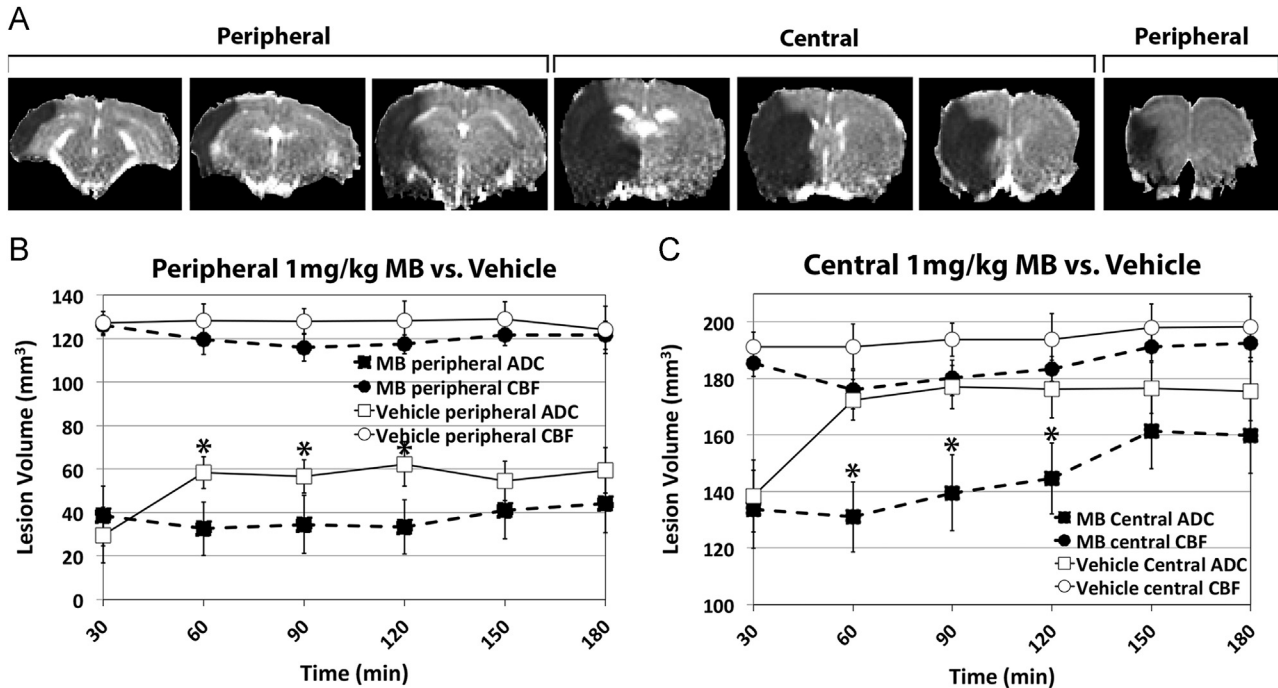 A
Peripheral
Central
Peripheral
B
Peripheral 1mg/kg MB vs. Vehicle
Lesion Volume (mm³)
140
120
100
80
60
40
20
0
MB peripheral ADC
MB peripheral CBF
Vehicle peripheral ADC
Vehicle peripheral CBF
*
*
*
30
60
90
120
150
180
Time (min)
C
Central 1mg/kg MB vs. Vehicle
Lesion Volume (mm³)
200
180
160
140
120
100
*
*
*
MB Central ADC
MB central CBF
Vehicle Central ADC
Vehicle central CBF
30
60
90
120
150
180
Time (min)